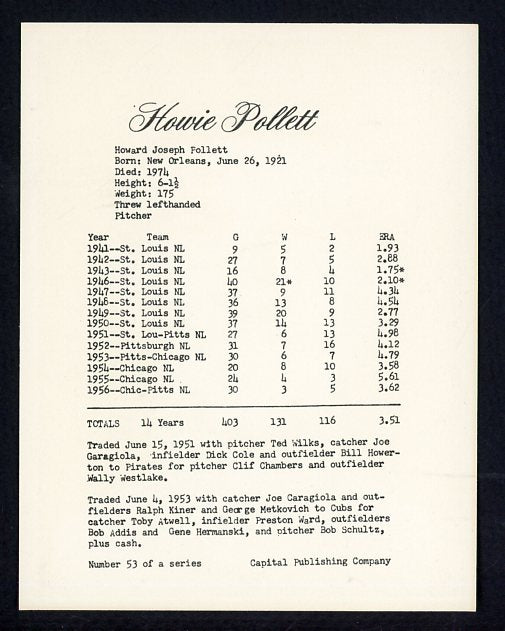 Howie Pollett
Howard Joseph Pollett
Born: New Orleans, June 26, 1921
Died: 1974
Height: 6-1½
Weight: 175
Threw lefthanded
Pitcher
Year Team G W L ERA
1941--St. Louis NL 9 5 2 1.93
1942--St. Louis NL 27 7 5 2.88
1943--St. Louis NL 16 8 4 1.75*
1946--St. Louis NL 40 21* 10 2.10*
1947--St. Louis NL 37 9 11 4.34
1948--St. Louis NL 36 13 8 4.54
1949--St. Louis NL 39 20 9 2.77
1950--St. Louis NL 37 14 13 3.29
1951--St. Lou-Pitts NL 27 6 13 4.98
1952--Pittsburgh NL 31 7 16 4.12
1953--Pitts-Chicago NL 30 6 7 4.79
1954--Chicago NL 20 8 10 3.58
1955--Chicago NL 24 4 3 5.61
1956--Chic-Pitts NL 30 3 5 3.62
TOTALS 14 Years 403 131 116 3.51
Traded June 15, 1951 with pitcher Ted Wilks, catcher Joe
Garagiola, infielder Dick Cole and outfielder Bill Hower-
ton to Pirates for pitcher Clif Chambers and outfielder
Wally Westlake.
Traded June 4, 1953 with catcher Joe Caragiola and out-
fielders Ralph Kiner and George Metkovich to Cubs for
catcher Toby Atwell, infielder Preston Ward, outfielders
Bob Addis and Gene Hermanski, and pitcher Bob Schultz,
plus cash.
Number 53 of a series Capital Publishing Company